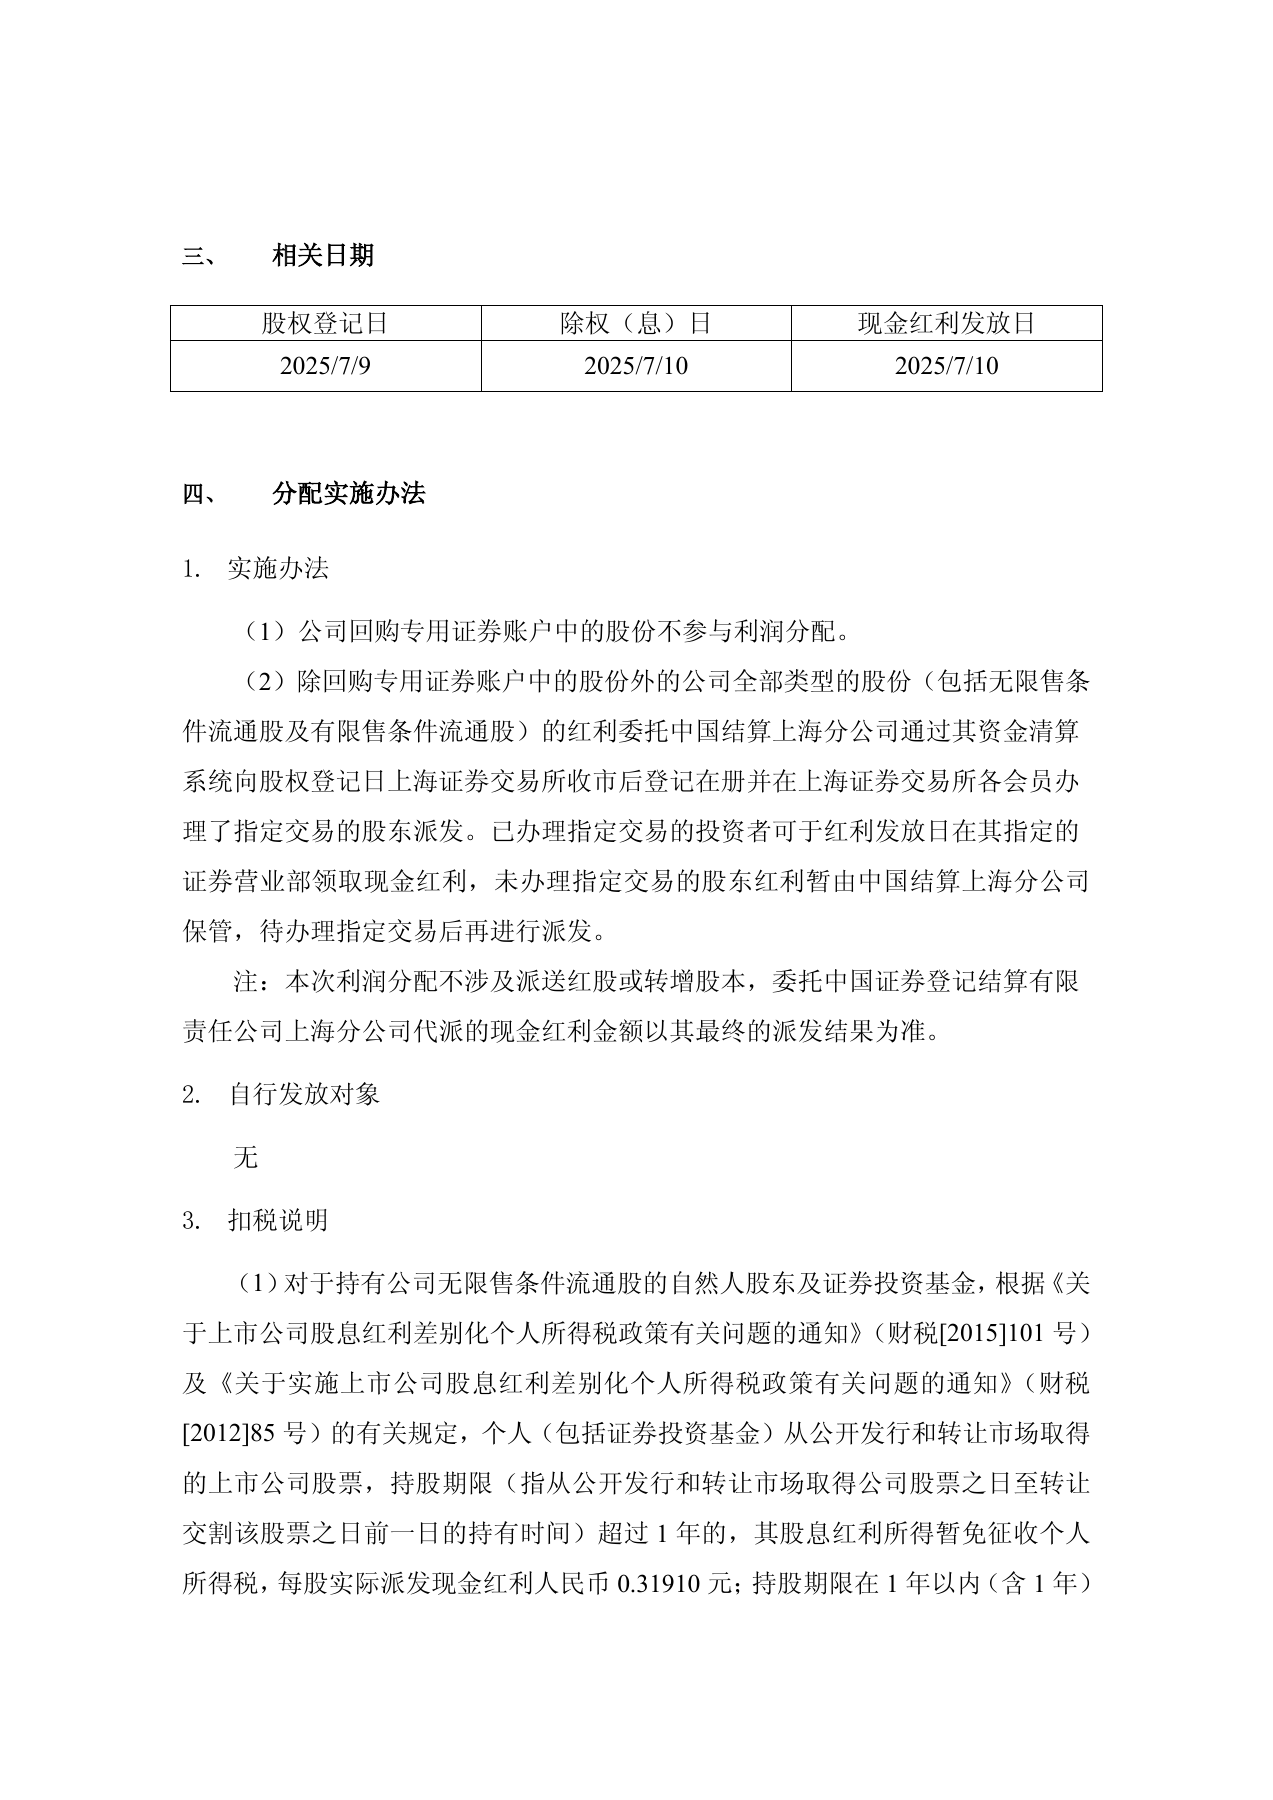 三、 相关日期
股权登记日 除权（息）日 现金红利发放日
2025/7/9 2025/7/10 2025/7/10
四、 分配实施办法
1. 实施办法
（1）公司回购专用证券账户中的股份不参与利润分配。
（2）除回购专用证券账户中的股份外的公司全部类型的股份（包括无限售条
件流通股及有限售条件流通股）的红利委托中国结算上海分公司通过其资金清算
系统向股权登记日上海证券交易所收市后登记在册并在上海证券交易所各会员办
理了指定交易的股东派发。已办理指定交易的投资者可于红利发放日在其指定的
证券营业部领取现金红利，未办理指定交易的股东红利暂由中国结算上海分公司
保管，待办理指定交易后再进行派发。
注：本次利润分配不涉及派送红股或转增股本，委托中国证券登记结算有限
责任公司上海分公司代派的现金红利金额以其最终的派发结果为准。
2. 自行发放对象
无
3. 扣税说明
（1）对于持有公司无限售条件流通股的自然人股东及证券投资基金，根据《关
于上市公司股息红利差别化个人所得税政策有关问题的通知》（财税[2015]101 号）
及《关于实施上市公司股息红利差别化个人所得税政策有关问题的通知》（财税
[2012]85 号）的有关规定，个人（包括证券投资基金）从公开发行和转让市场取得
的上市公司股票，持股期限（指从公开发行和转让市场取得公司股票之日至转让
交割该股票之日前一日的持有时间）超过 1 年的，其股息红利所得暂免征收个人
所得税，每股实际派发现金红利人民币 0.31910 元；持股期限在 1 年以内（含 1 年）